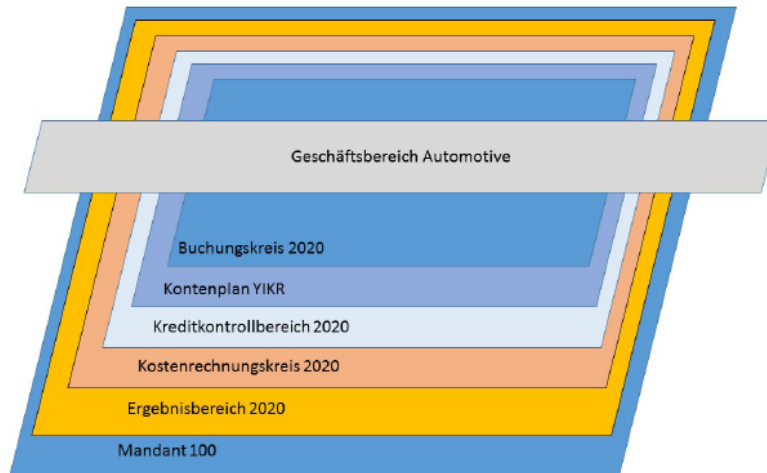 Geschäftsbereich Automotive
Buchungskreis 2020
Kontenplan YIKR
Kreditkontrollbereich 2020
Kostenrechnungskreis 2020
Ergebnisbereich 2020
Mandant 100